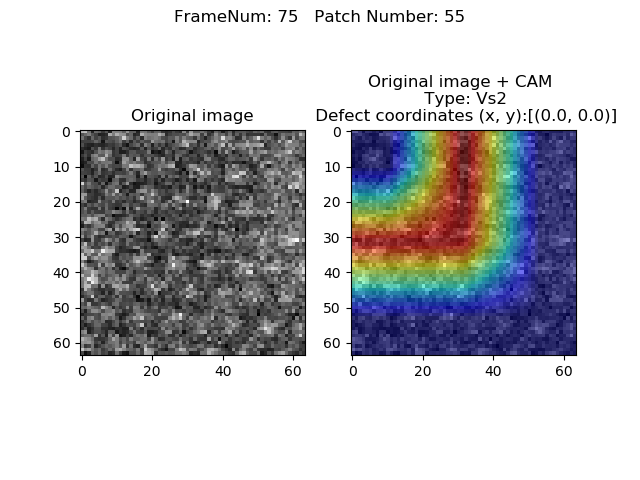 FrameNum: 75   Patch Number: 55
Original image
Original image + CAM
Type: Vs2
Defect coordinates (x, y):[(0.0, 0.0)]
0
10
20
30
40
50
60
0 20 40 60
0
10
20
30
40
50
60
0 20 40 60